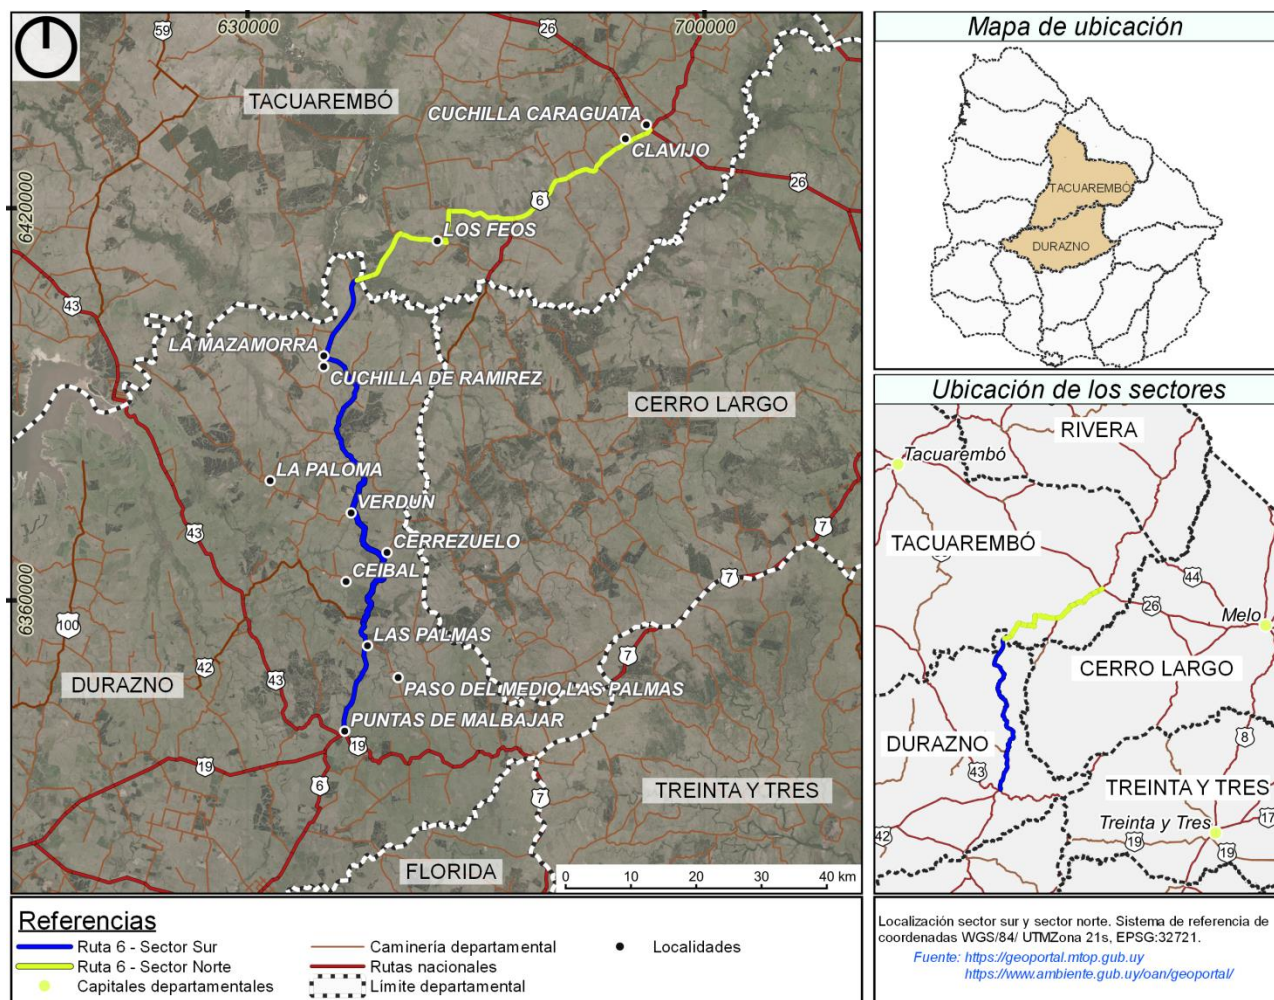 630000
700000
6420000
6360000
59
26
TACUAREMBÓ
CUCHILLA CARAGUATA
CLAVIJO
26
6
LOS FEOS
43
LA MAZAMORRA
CUCHILLA DE RAMIREZ
CERRO LARGO
LA PALOMA
VERDUN
43
7
CERREZUELO
7
CEIBAL
100
LAS PALMAS
42
7
43
DURAZNO
PASO DEL MEDIO LAS PALMAS
PUNTAS DE MALBAJAR
19
19
6
7
TREINTA Y TRES
FLORIDA
0 10 20 30 40 km
Mapa de ubicación
TACUAREMBÓ
DURAZNO
Ubicación de los sectores
RIVERA
Tacuarembó
TACUAREMBÓ
44
26
Melo
CERRO LARGO
DURAZNO
8
43
TREINTA Y TRES
Treinta y Tres
17
42
19
19
Referencias
Ruta 6 - Sector Sur
Ruta 6 - Sector Norte
Capitales departamentales
Caminería departamental
Rutas nacionales
Límite departamental
Localidades
Localización sector sur y sector norte. Sistema de referencia de
coordenadas WGS/84/ UTMZona 21s, EPSG:32721.
Fuente: https://geoportal.mtop.gub.uy
https://www.ambiente.gub.uy/oan/geoportal/